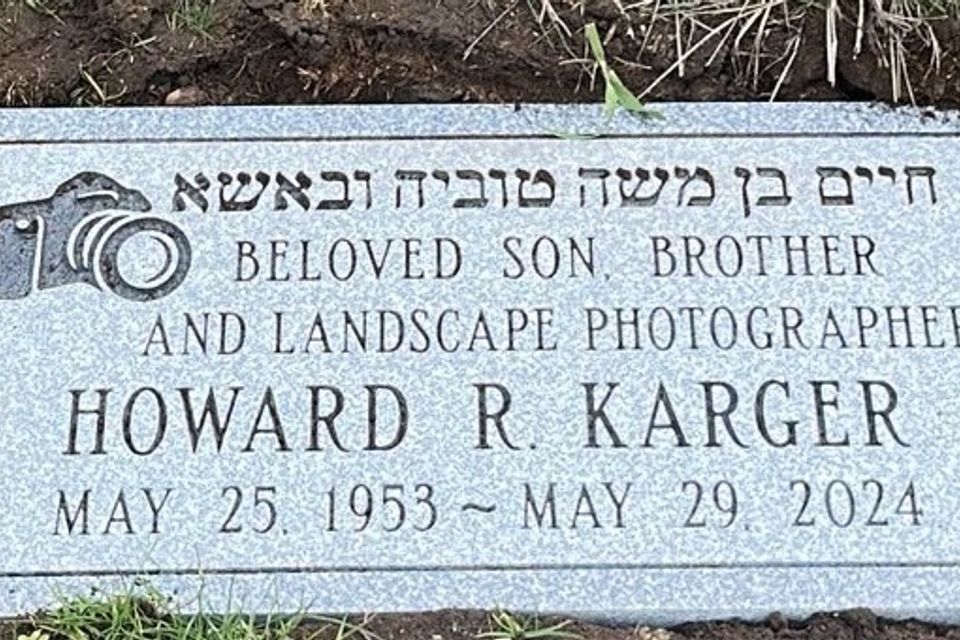 חיים בן משה טוביה ובאשא
BELOVED SON, BROTHER
AND LANDSCAPE PHOTOGRAPHER
HOWARD R. KARGER
MAY 25, 1953 ~ MAY 29, 2024